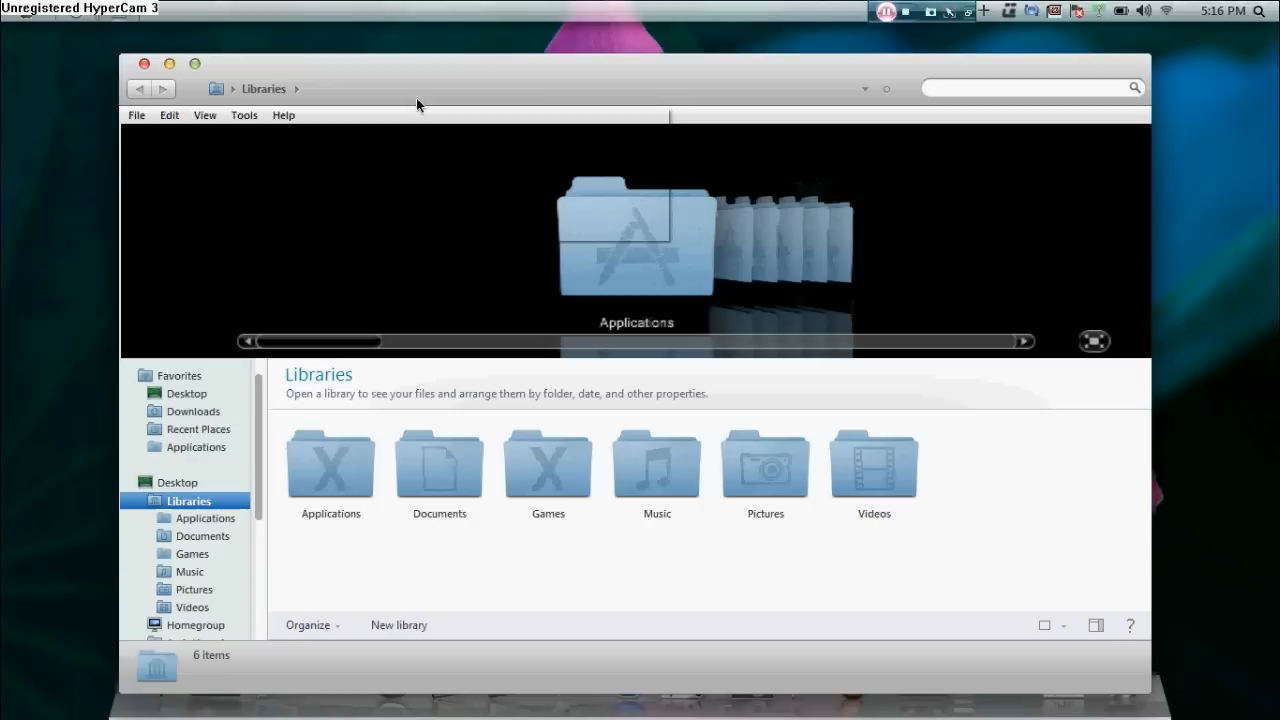 Unregistered HyperCam 3
5:16 PM
Libraries
File Edit View Tools Help
Applications
Favorites
Desktop
Downloads
Recent Places
Applications
Desktop
Libraries
Applications
Documents
Games
Music
Pictures
Videos
Homegroup
Libraries
Open a library to see your files and arrange them by folder, date, and other properties.
Applications Documents Games Music Pictures Videos
Organize New library ?
6 items